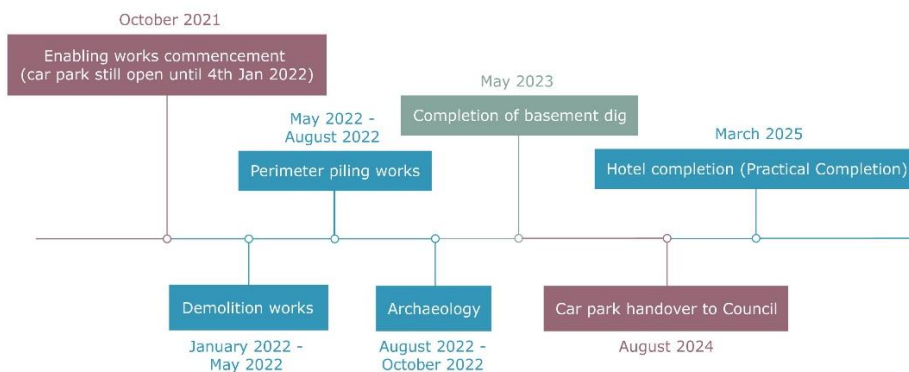 October 2021
Enabling works commencement
(car park still open until 4th Jan 2022)
Demolition works
January 2022 -
May 2022
May 2022 -
August 2022
Perimeter piling works
Archaeology
August 2022 -
October 2022
May 2023
Completion of basement dig
Car park handover to Council
August 2024
March 2025
Hotel completion (Practical Completion)